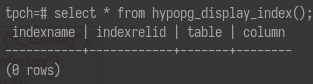 tpch=# select * from hypopg_display_index();
 indexname | indexrelid | table | column
-----------+------------+-------+--------
(0 rows)